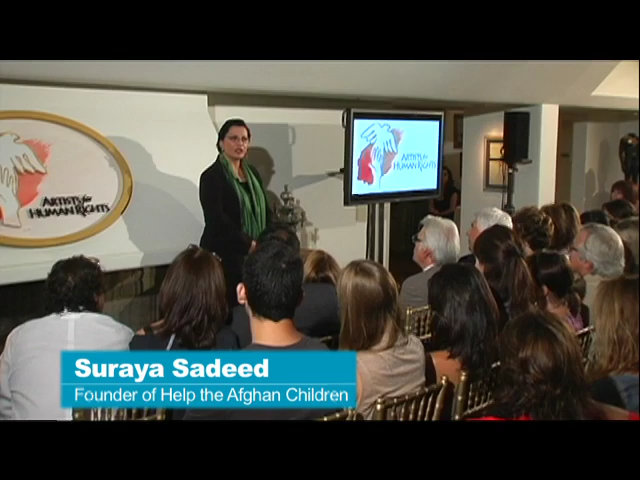 ARTISTS for
HUMAN RIGHTS
ARTISTS for
HUMAN RIGHTS
Suraya Sadeed
Founder of Help the Afghan Children